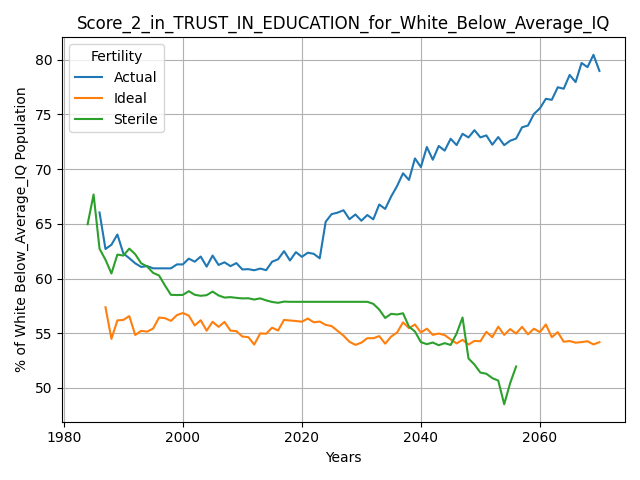 Score_2_in_TRUST_IN_EDUCATION_for_White_Below_Average_IQ
Fertility
Actual
Ideal
Sterile
80
75
70
65
60
55
50
% of White Below_Average_IQ Population
1980
2000
2020
2040
2060
Years